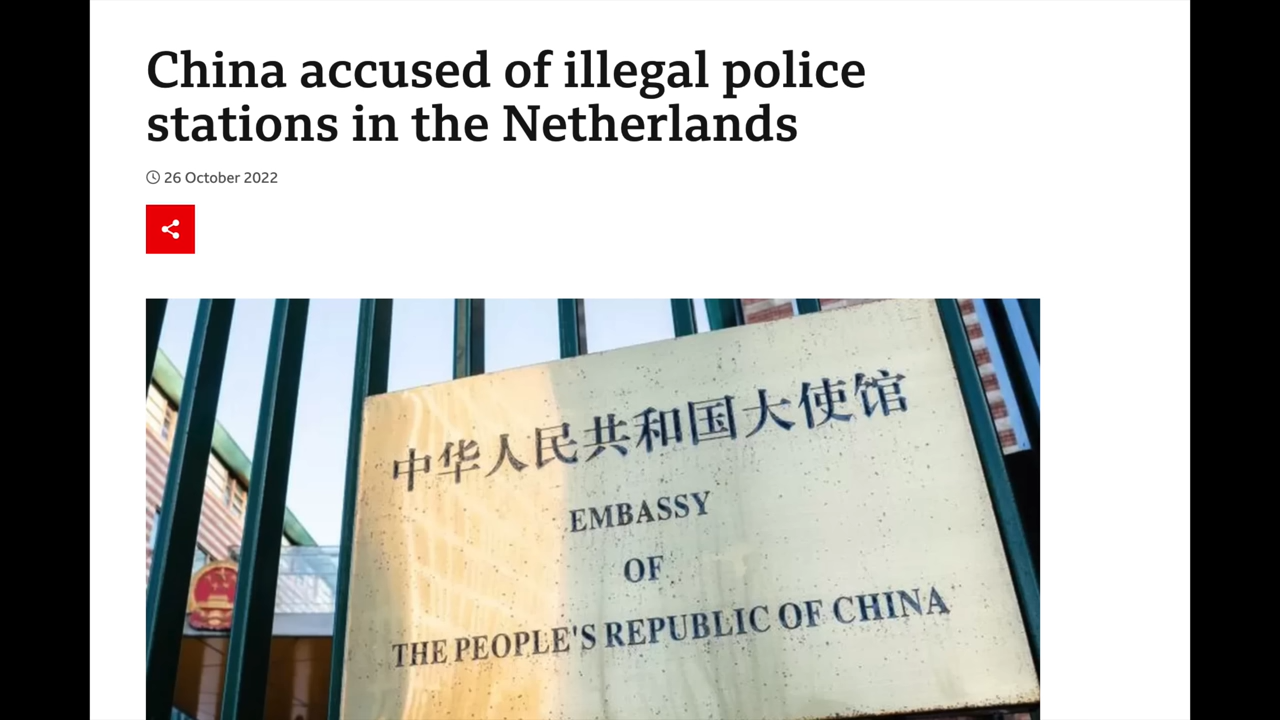 China accused of illegal police
stations in the Netherlands
26 October 2022
中华人民共和国大使馆
EMBASSY
OF
THE PEOPLE'S REPUBLIC OF CHINA